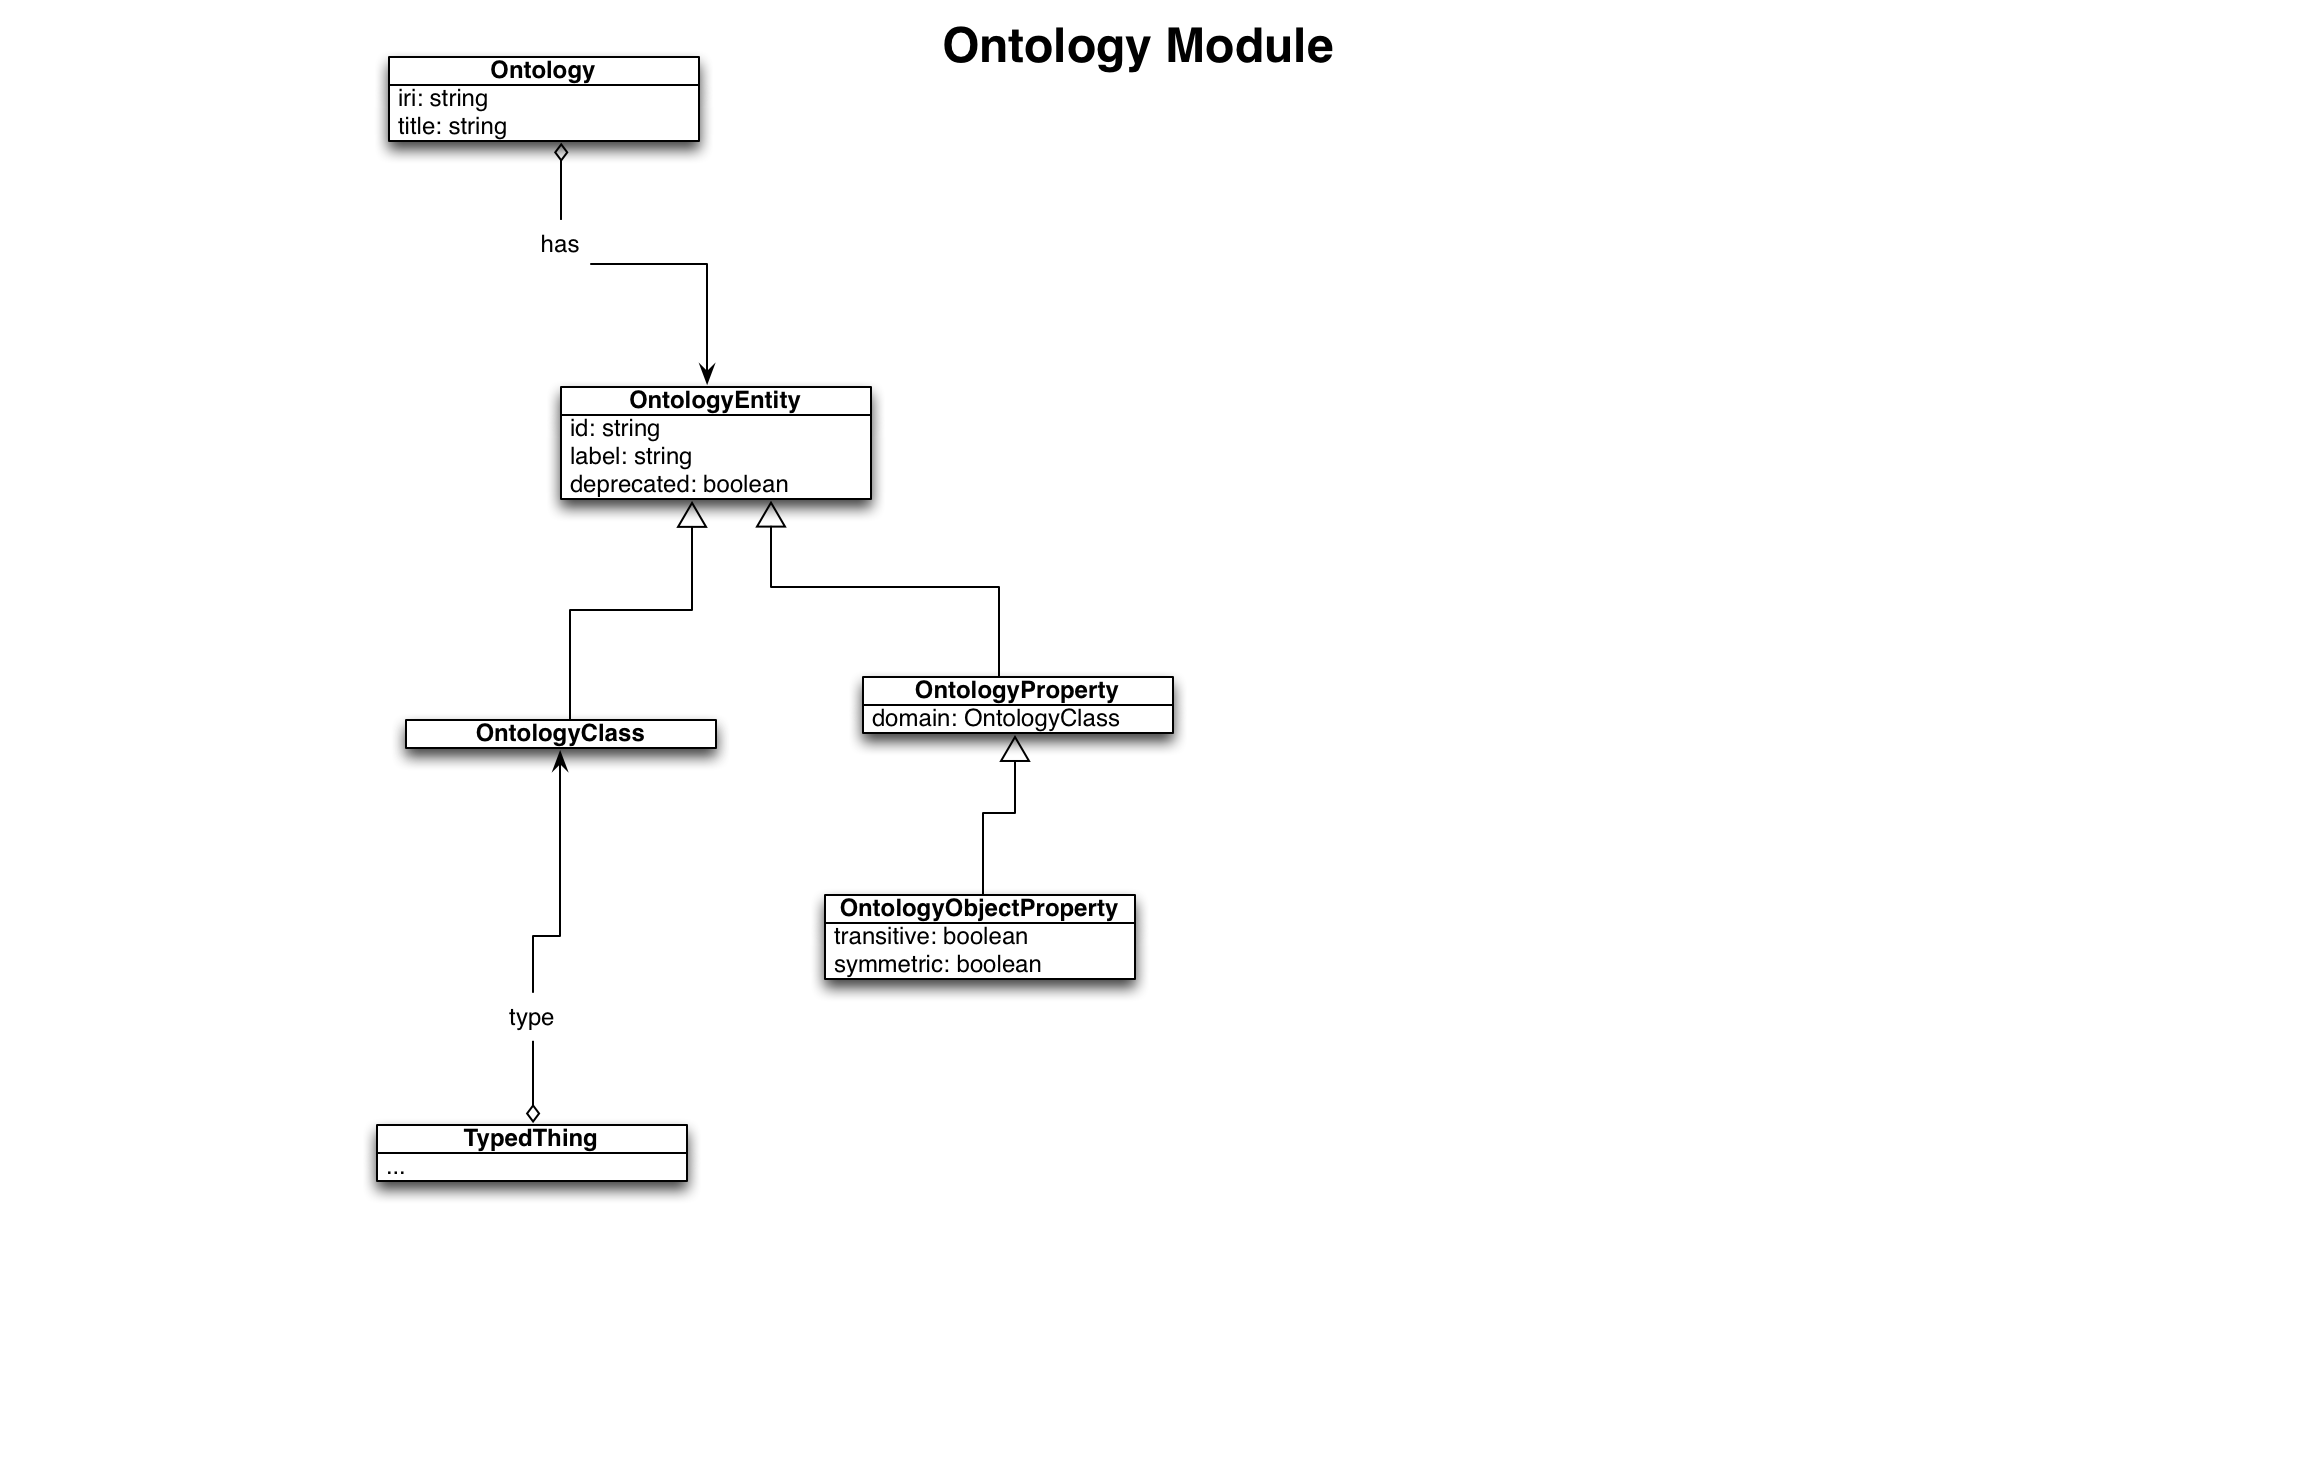 Ontology Module
Ontology
iri: string
title: string
has
OntologyEntity
id: string
label: string
deprecated: boolean
OntologyClass
OntologyProperty
domain: OntologyClass
OntologyObjectProperty
transitive: boolean
symmetric: boolean
type
TypedThing
...